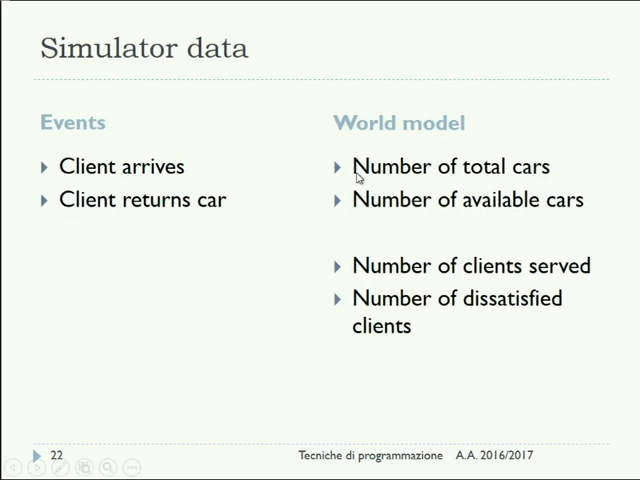 Simulator data
Events
Client arrives
Client returns car
World model
Number of total cars
Number of available cars
Number of clients served
Number of dissatisfied
clients
22
Tecniche di programmazione A.A. 2016/2017